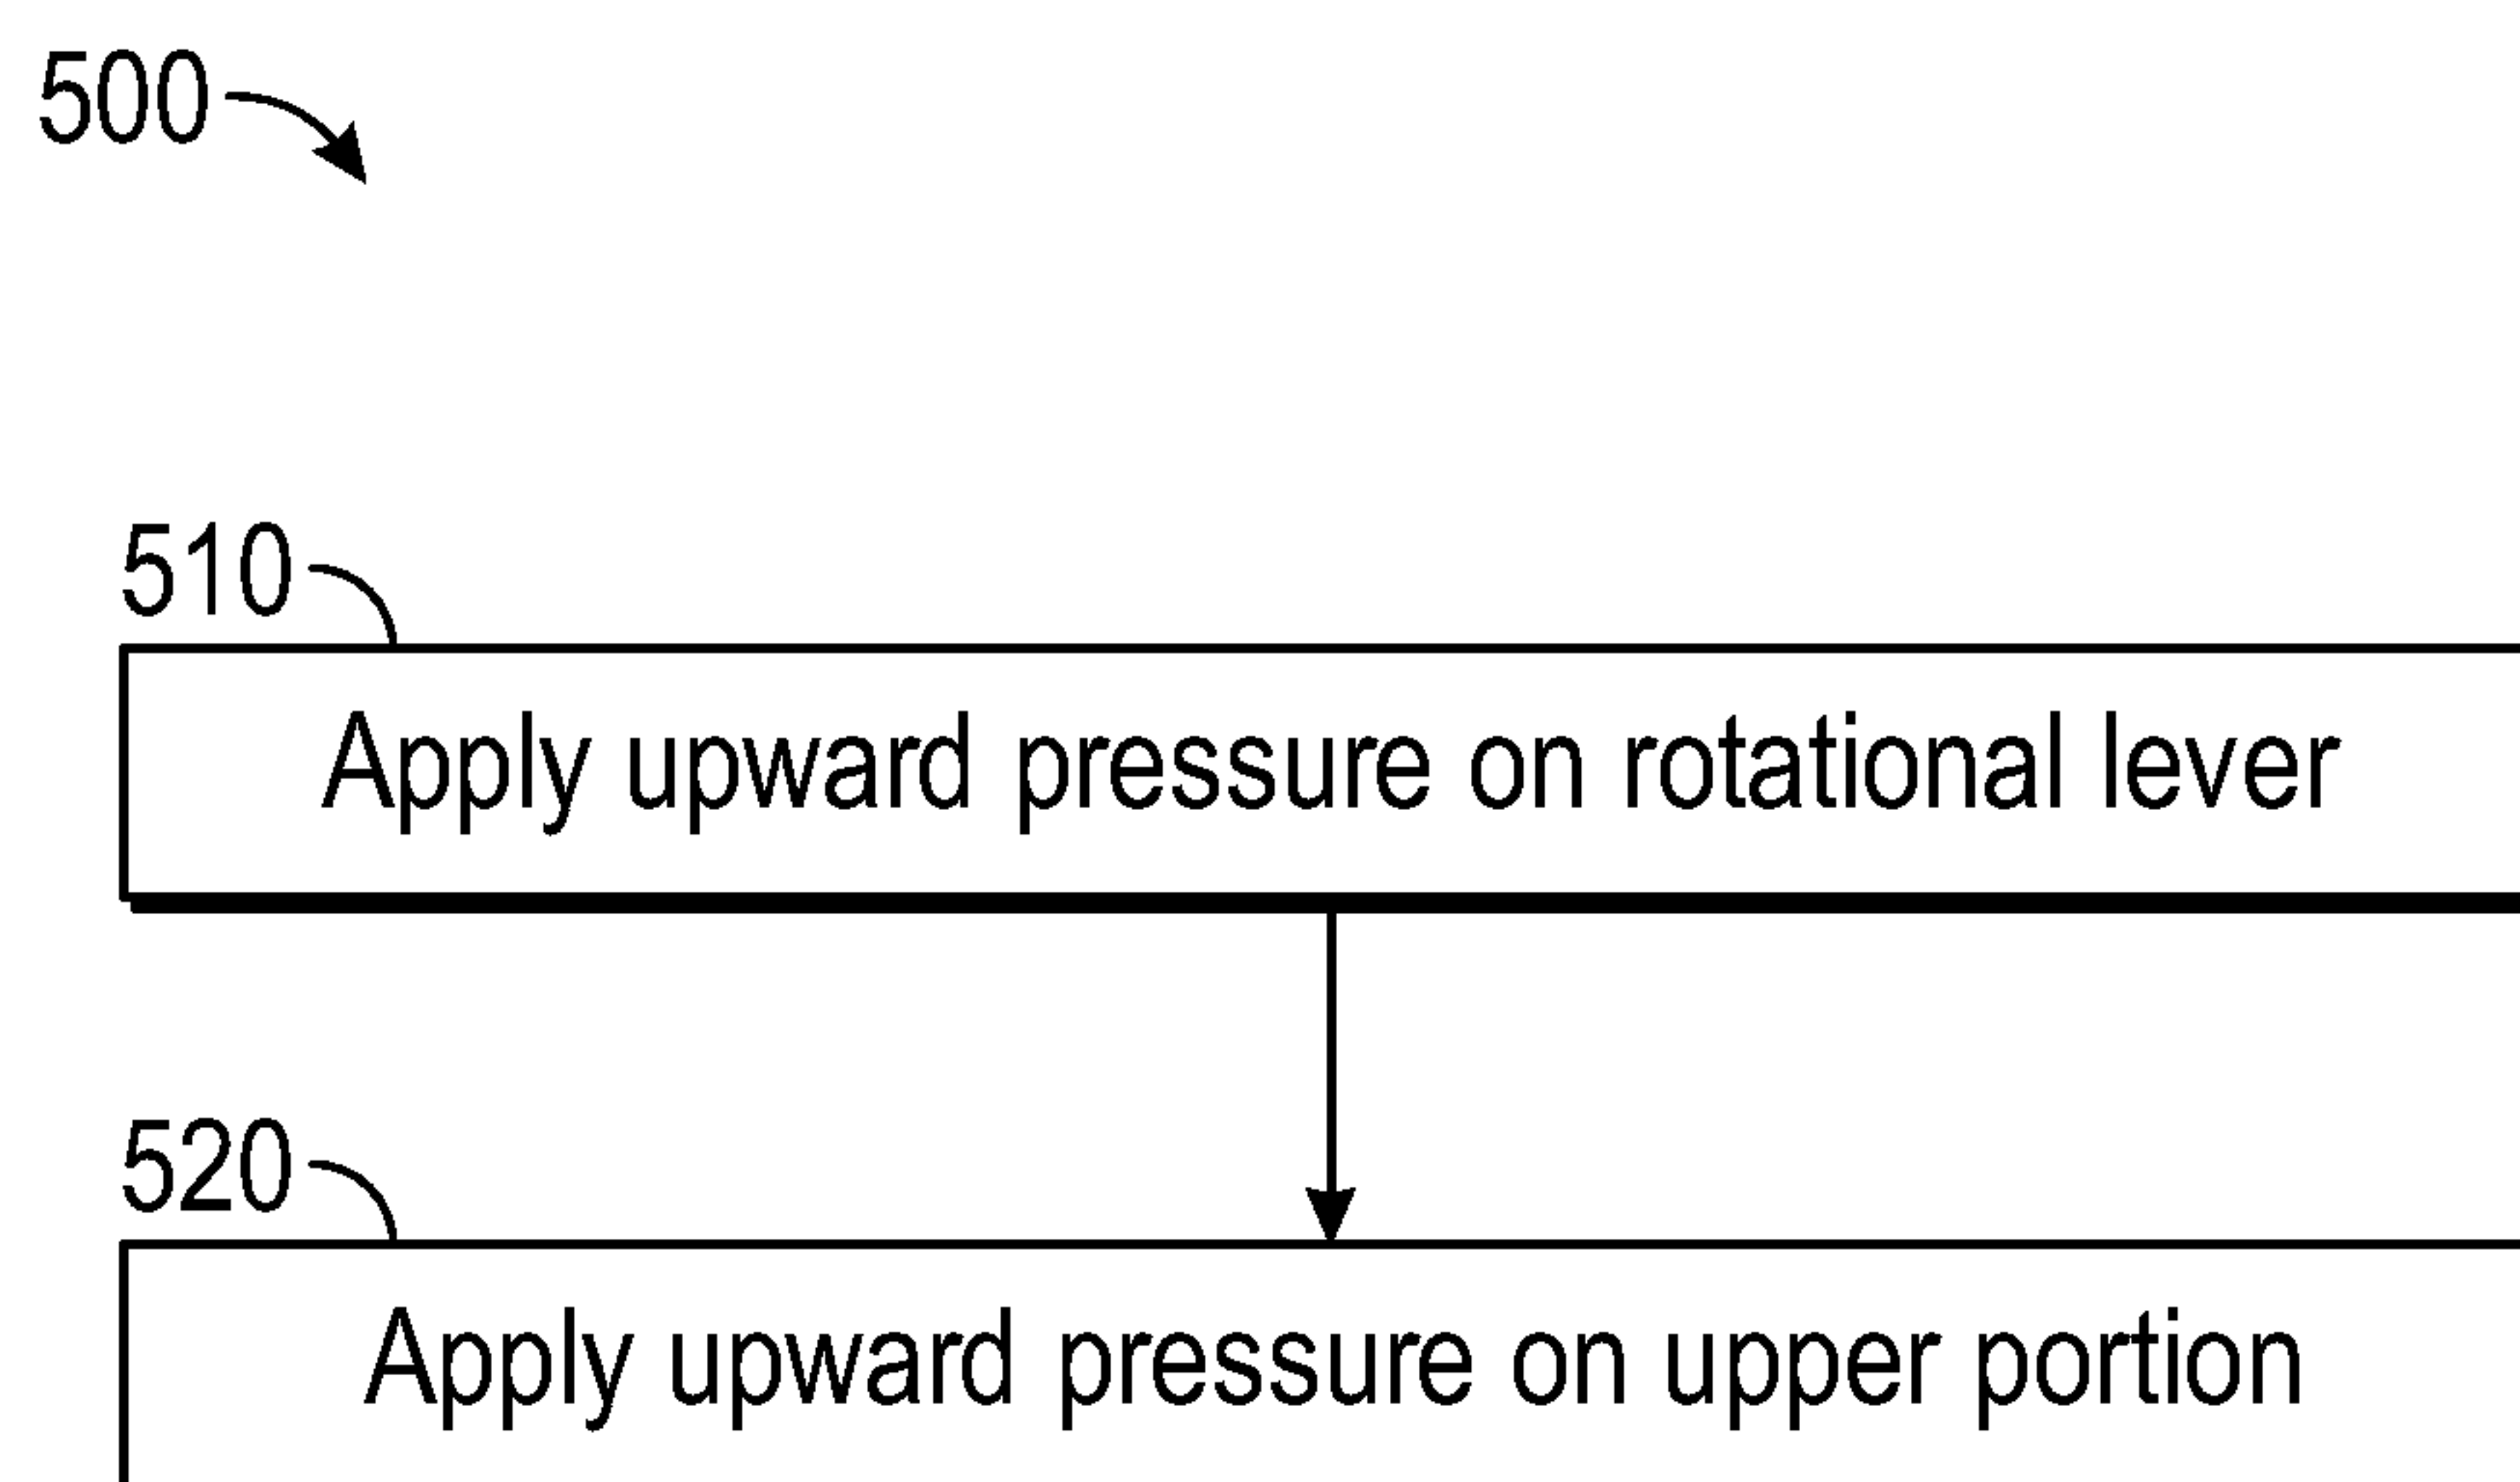 500
510
Apply upward pressure on rotational lever
520
Apply upward pressure on upper portion